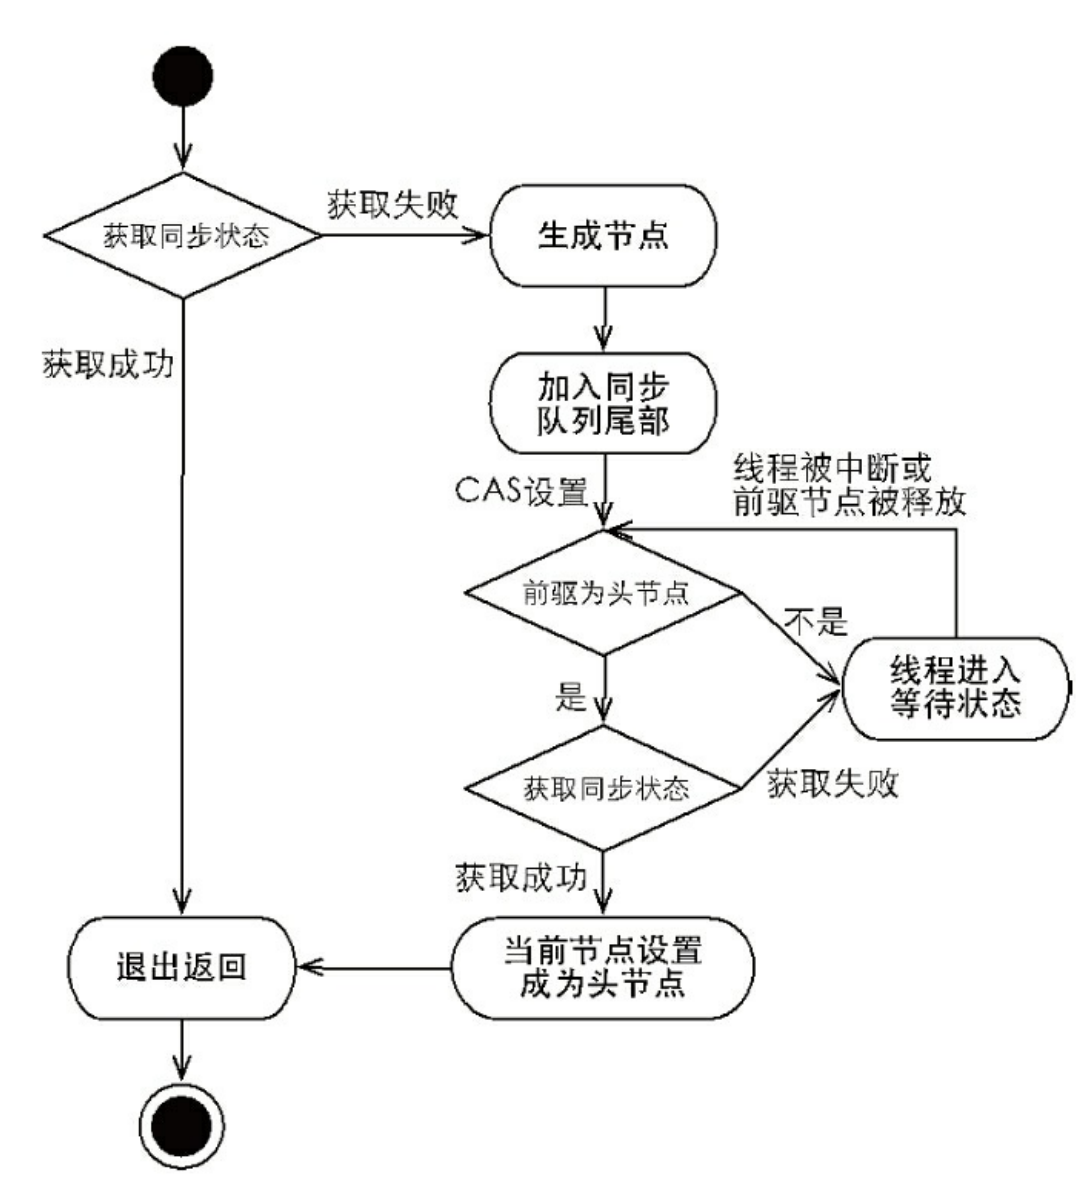 获取同步状态
获取失败
生成节点
获取成功
加入同步
队列尾部
CAS设置
线程被中断或
前驱节点被释放
前驱为头节点
不是
线程进入
等待状态
是
获取同步状态
获取失败
获取成功
当前节点设置
成为头节点
退出返回